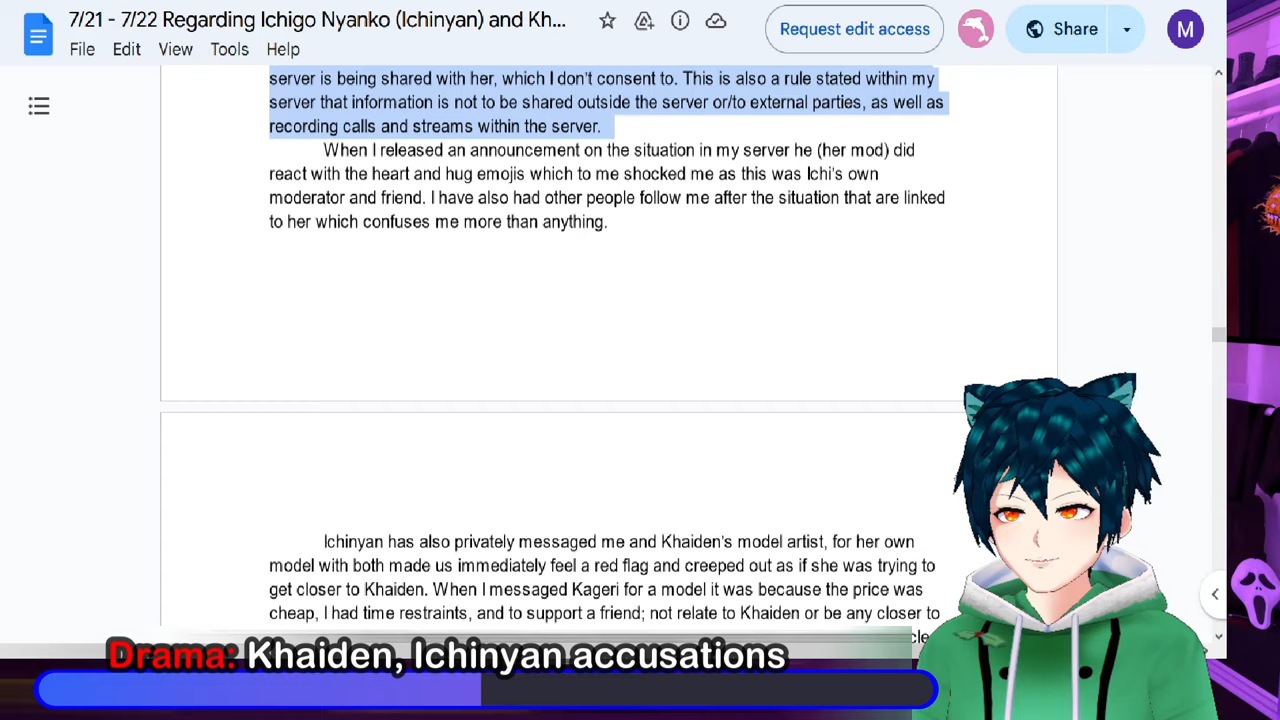 7/21 - 7/22 Regarding Ichigo Nyanko (Ichinyan) and Kh...
Request edit access
Share
M
File Edit View Tools Help
server is being shared with her, which I don't consent to. This is also a rule stated within my
server that information is not to be shared outside the server or/to external parties, as well as
recording calls and streams within the server.
When I released an announcement on the situation in my server he (her mod) did
react with the heart and hug emojis which to me shocked me as this was Ichi's own
moderator and friend. I have also had other people follow me after the situation that are linked
to her which confuses me more than anything.
Ichinyan has also privately messaged me and Khaiden's model artist, for her own
model with both made us immediately feel a red flag and creeped out as if she was trying to
get closer to Khaiden. When I messaged Kageri for a model it was because the price was
cheap, I had time restraints, and to support a friend; not relate to Khaiden or be any closer to
Drama: Khaiden, Ichinyan accusations